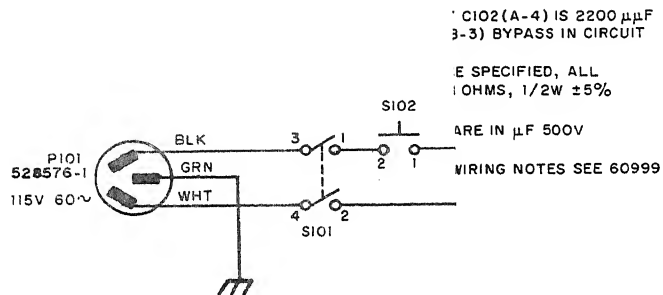 C102(A-4) IS 2200 µµF
3-3) BYPASS IN CIRCUIT
E SPECIFIED, ALL
OHMS, 1/2W ±5%
S102
ARE IN µF 500V
BLK
3
1
P101
2
1
528576-1
GRN
WIRING NOTES SEE 60999
115V 60~
WHT
4
2
S101